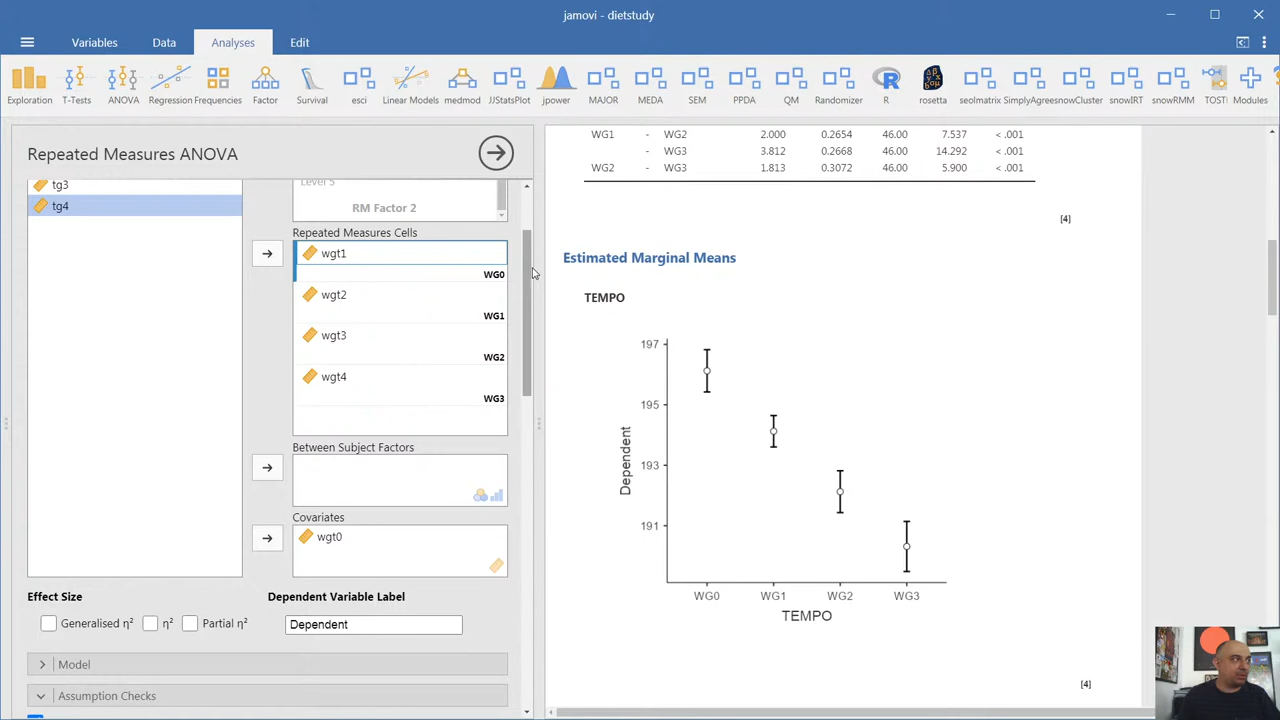 jamovi - dietstudy
Variables Data Analyses Edit
Exploration T-Tests ANOVA Regression Frequencies Factor Survival esci Linear Models medmod JJStatsPlot jpower MAJOR MEDA SEM PPDA QM Randomizer R rosetta seolmatrix SimplyAgree snowCluster snowIRT snowRMM TOSTER Modules
Repeated Measures ANOVA
tg3
tg4
Level 5
RM Factor 2
Repeated Measures Cells
wgt1
WG0
wgt2
WG1
wgt3
WG2
wgt4
WG3
Between Subject Factors
Covariates
wgt0
Effect Size
Generalised η² η² Partial η²
Dependent Variable Label
Dependent
Model
Assumption Checks
WG1 - WG2 2.000 0.2654 46.00 7.537 < .001
- WG3 3.812 0.2668 46.00 14.292 < .001
WG2 - WG3 1.813 0.3072 46.00 5.900 < .001
[4]
Estimated Marginal Means
TEMPO
197
195
193
191
Dependent
WG0 WG1 WG2 WG3
TEMPO
[4]